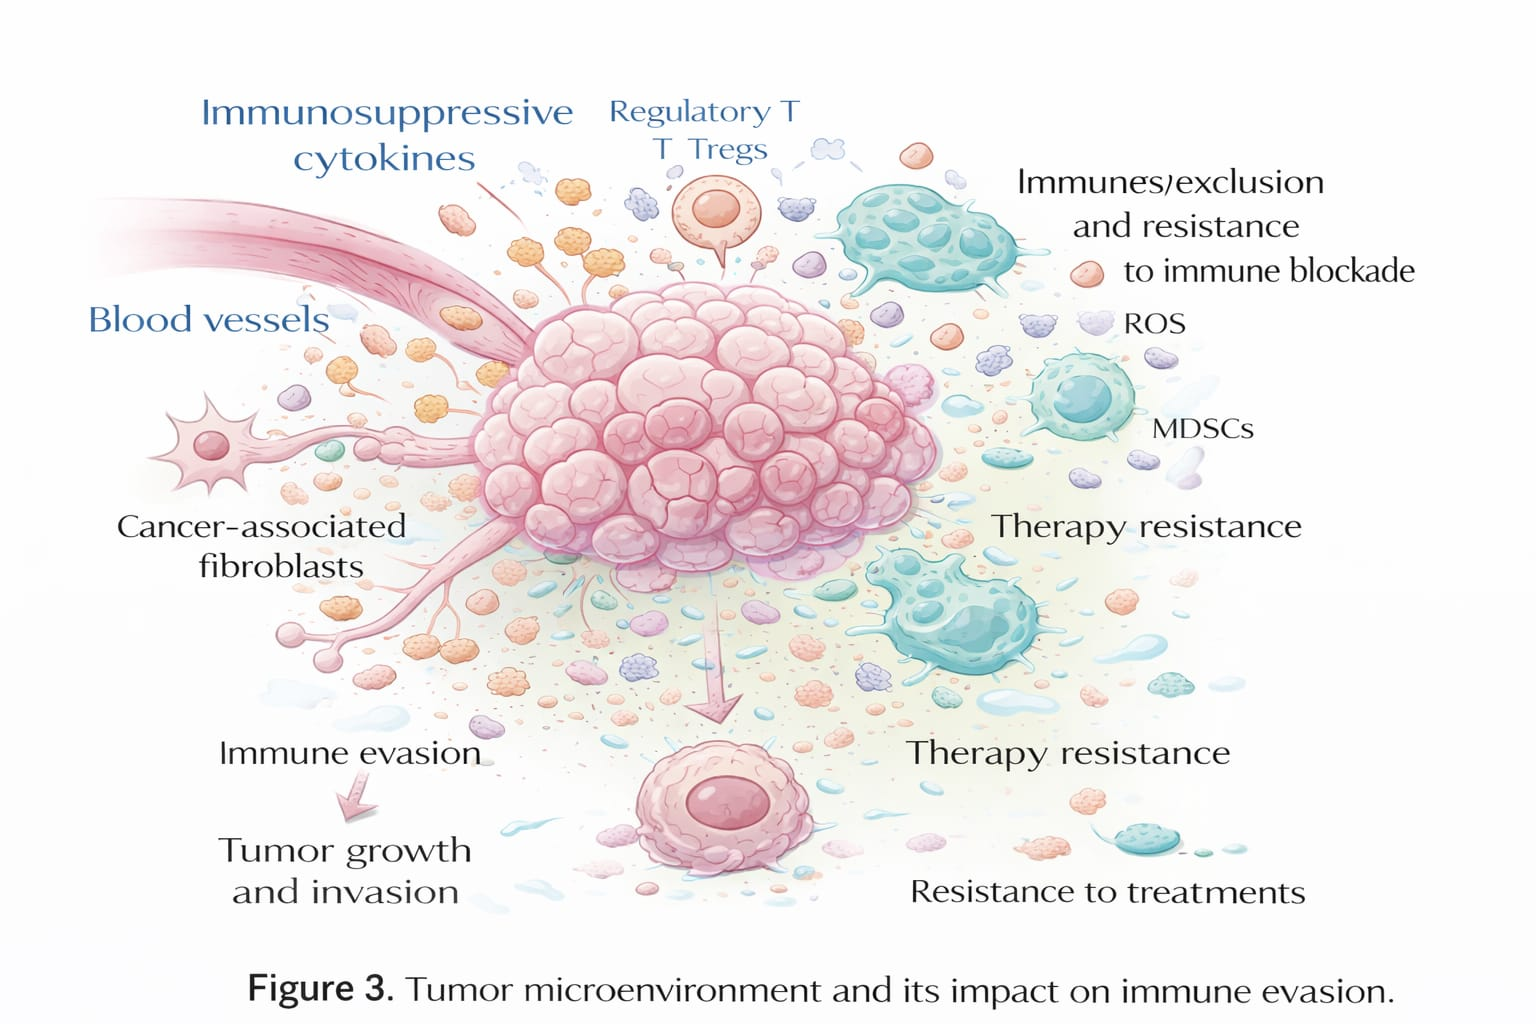 Immunosuppressive
cytokines
Regulatory T
T Tregs
Immunes/exclusion
and resistance
to immune blockade
ROS
Blood vessels
MDSCs
Cancer-associated
fibroblasts
Therapy resistance
Immune evasion
Therapy resistance
Tumor growth
and invasion
Resistance to treatments
Figure 3. Tumor microenvironment and its impact on immune evasion.